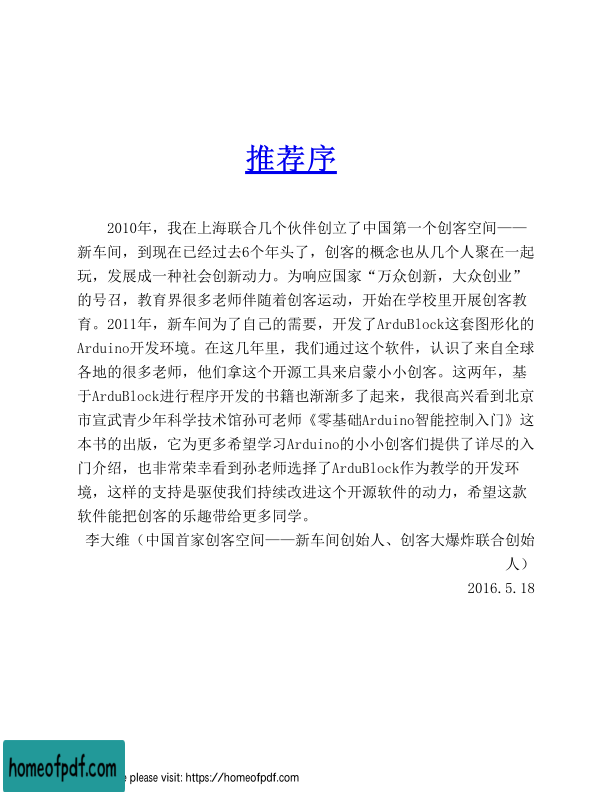 推荐序
2010年，我在上海联合几个伙伴创立了中国第一个创客空间——
新车间，到现在已经过去6个年头了，创客的概念也从几个人聚在一起
玩，发展成一种社会创新动力。为响应国家“万众创新，大众创业”
的号召，教育界很多老师伴随着创客运动，开始在学校里开展创客教
育。2011年，新车间为了自己的需要，开发了ArduBlock这套图形化的
Arduino开发环境。在这几年里，我们通过这个软件，认识了来自全球
各地的很多老师，他们拿这个开源工具来启蒙小小创客。这两年，基
于ArduBlock进行程序开发的书籍也渐渐多了起来，我很高兴看到北京
市宣武青少年科学技术馆孙可老师《零基础Arduino智能控制入门》这
本书的出版，它为更多希望学习Arduino的小小创客们提供了详尽的入
门介绍，也非常荣幸看到孙老师选择了ArduBlock作为教学的开发环
境，这样的支持是驱使我们持续改进这个开源软件的动力，希望这款
软件能把创客的乐趣带给更多同学。
李大维（中国首家创客空间——新车间创始人、创客大爆炸联合创始
人）
2016.5.18
homeofpdf.com
please visit: https://homeofpdf.com